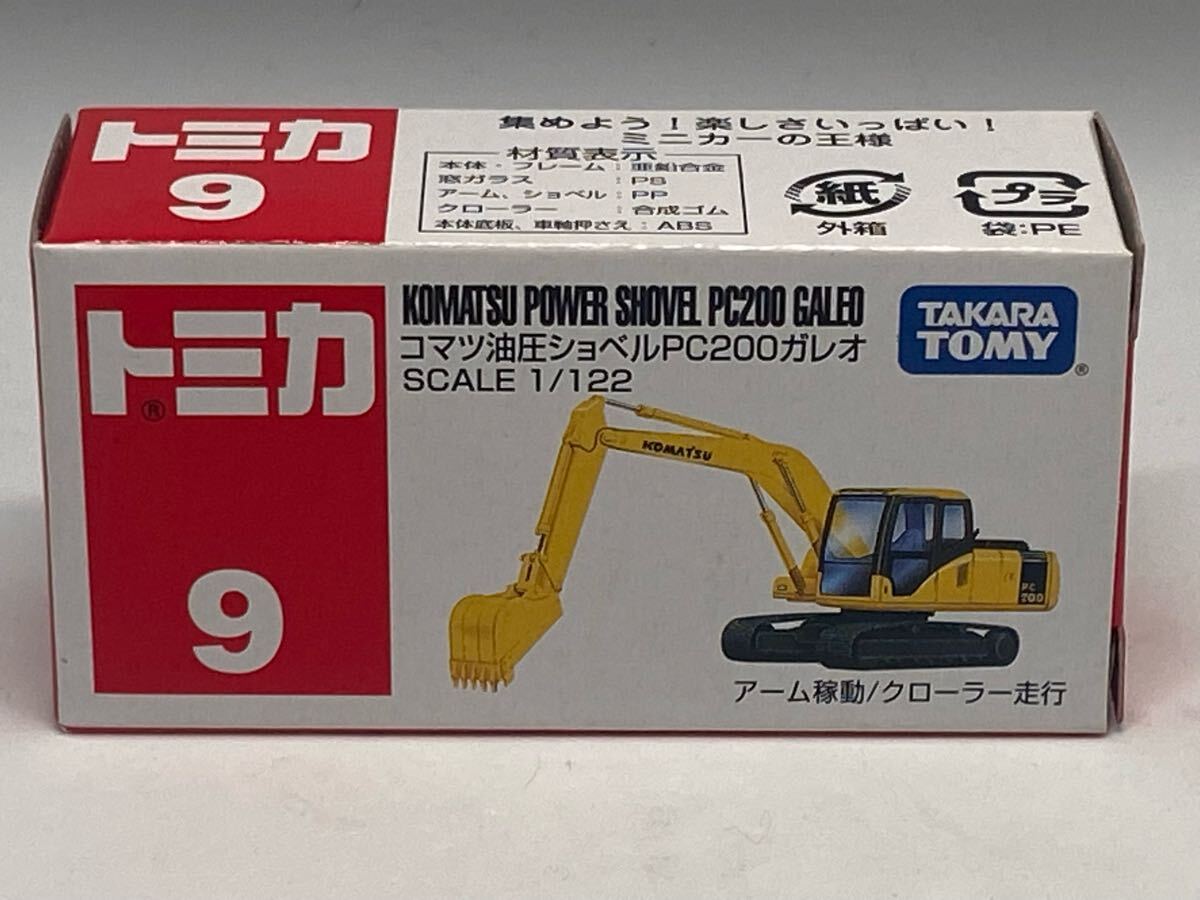 トミカ
9
集めよう!楽しさいっぱい!
ミニカーの王様
材質表示
本体・フレーム:亜鉛合金
窓ガラス :PS
アーム、ショベル:PP
クローラー :合成ゴム
本体底板、車軸押さえ:ABS
紙
外箱
プラ
袋:PE
トミカ®
9
KOMATSU POWER SHOVEL PC200 GALEO
コマツ油圧ショベルPC200ガレオ
SCALE 1/122
TAKARA
TOMY®
KOMATSU
PC
200
アーム稼動/クローラー走行